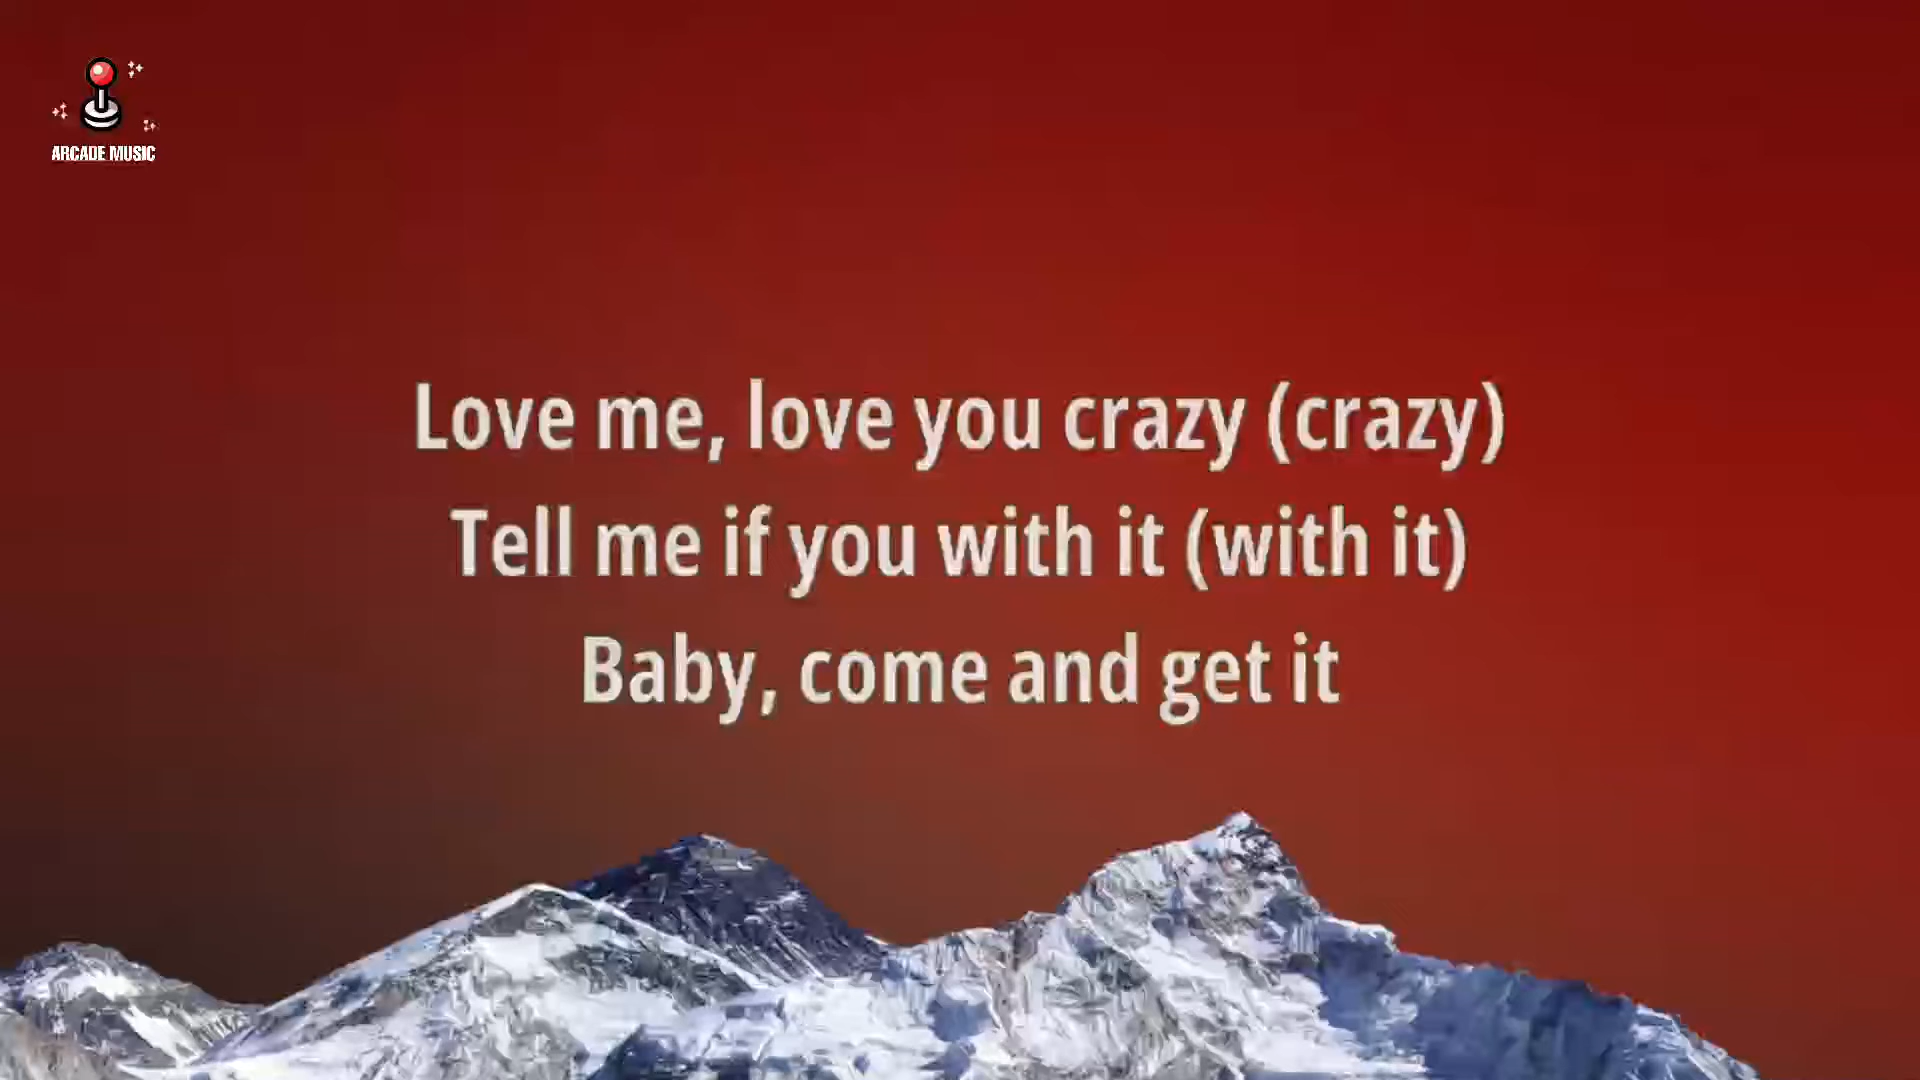 ARCADE MUSIC
Love me, love you crazy (crazy)
Tell me if you with it (with it)
Baby, come and get it